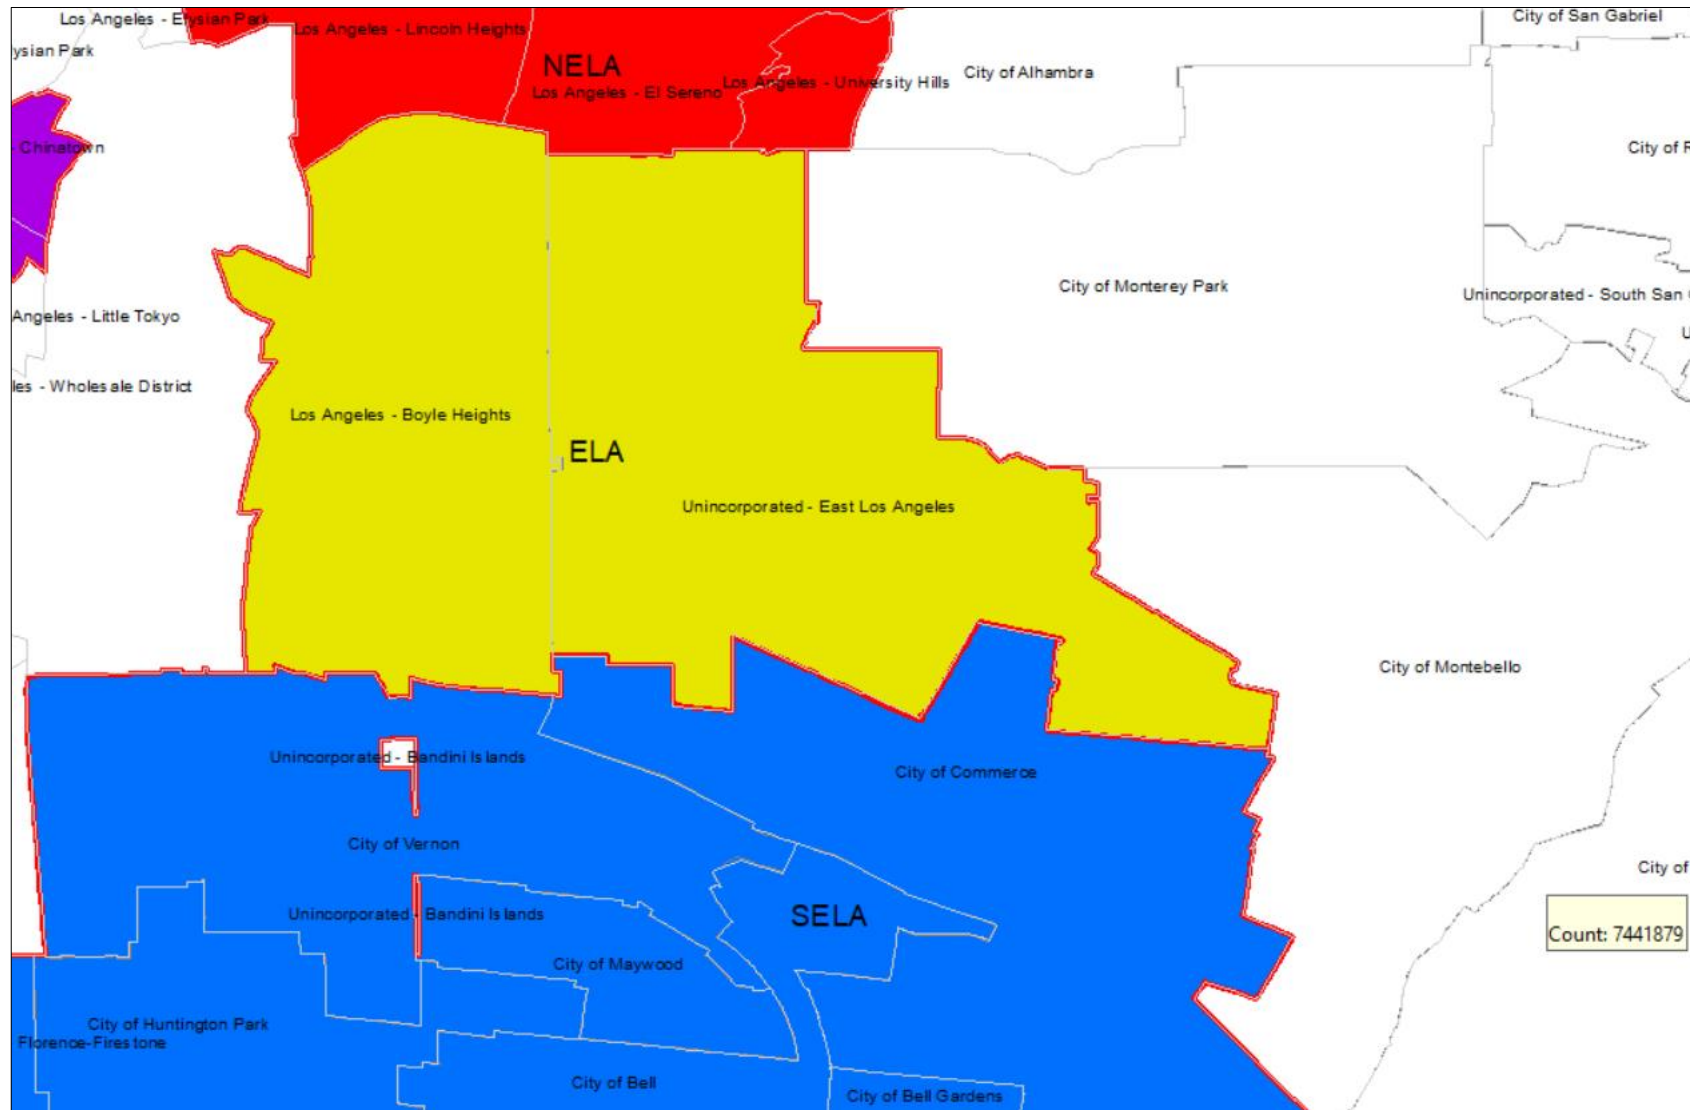 Los Angeles - Elysian Park
City of San Gabriel
Los Angeles - Lincoln Heights
ysian Park
NELA
City of Alhambra
Los Angeles - University Hills
Los Angeles - El Sereno
- Chinatown
City of R
City of Monterey Park
Unincorporated - South San
Angeles - Little Tokyo
U
les - Wholesale District
Los Angeles - Boyle Heights
ELA
Unincorporated - East Los Angeles
City of Montebello
Unincorporated - Bandini Islands
City of Commerce
City of Vernon
City of
Unincorporated - Bandini Islands
SELA
Count: 7441879
City of Maywood
City of Huntington Park
Florence-Firestone
City of Bell
City of Bell Gardens